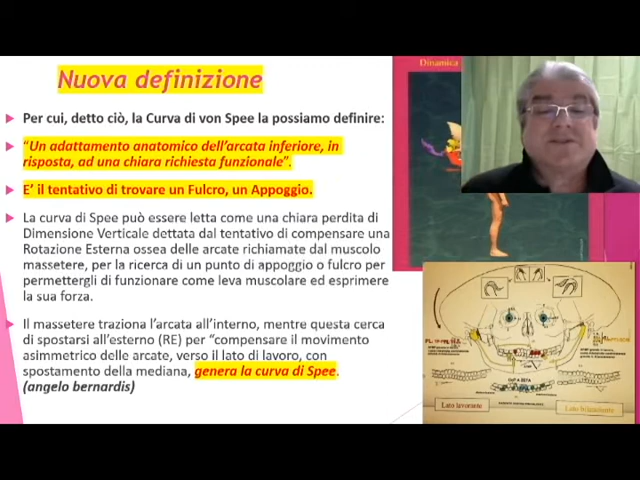 Nuova definizione
Per cui, detto ciò, la Curva di von Spee la possiamo definire:
"Un adattamento anatomico dell'arcata inferiore, in
risposta, ad una chiara richiesta funzionale".
E' il tentativo di trovare un Fulcro, un Appoggio.
La curva di Spee può essere letta come una chiara perdita di
Dimensione Verticale dettata dal tentativo di compensare una
Rotazione Esterna ossea delle arcate richiamate dal muscolo
massetere, per la ricerca di un punto di appoggio o fulcro per
permettergli di funzionare come leva muscolare ed esprimere
la sua forza.
Il massetere traziona l'arcata all'interno, mentre questa cerca
di spostarsi all'esterno (RE) per "compensare il movimento
asimmetrico delle arcate, verso il lato di lavoro, con
spostamento della mediana, genera la curva di Spee.
(angelo bernardis)
Dinamica
Lato lavorante
Lato bilanciante